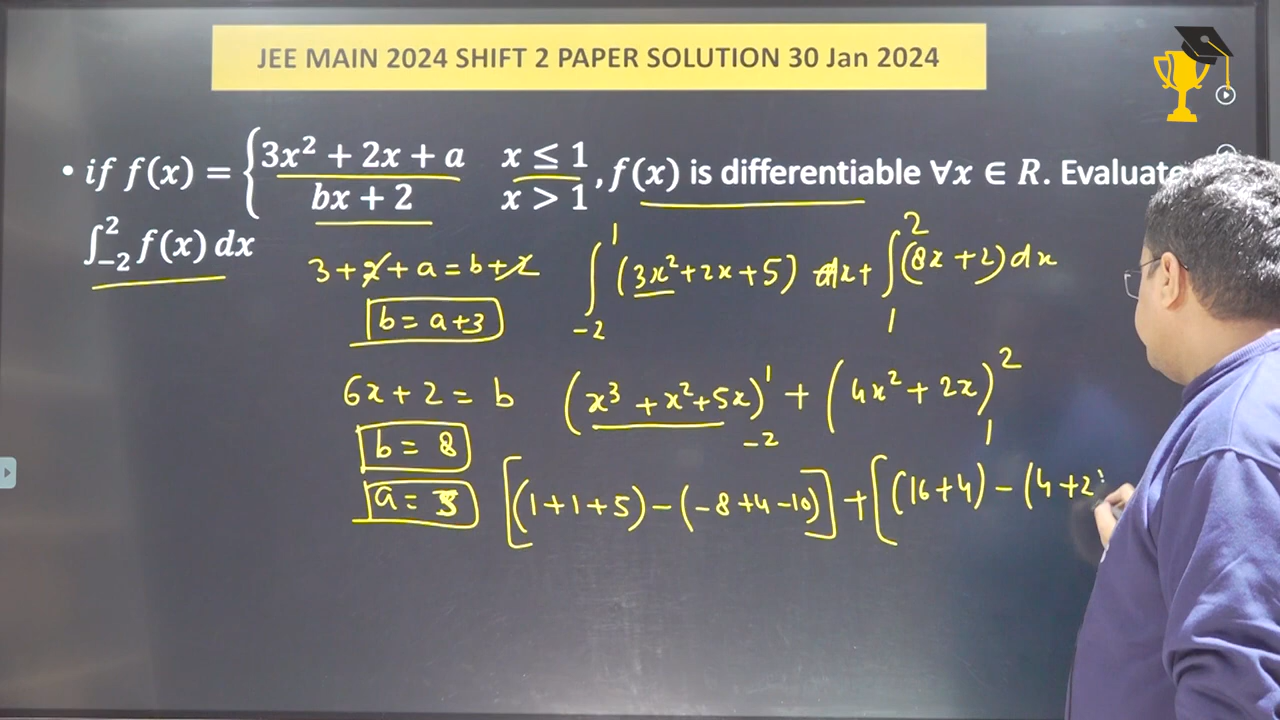 JEE MAIN 2024 SHIFT 2 PAPER SOLUTION 30 Jan 2024
• if f(x) = { 3x² + 2x + a   x ≤ 1
bx + 2   x > 1 , f(x) is differentiable ∀x ∈ R. Evaluate
∫₋₂² f(x) dx
3 + 2 + a = b + 2
b = a+3
6x + 2 = b
b = 8
a = 5
∫₋₂¹ (3x² + 2x + 5) dx + ∫₁² (8x + 2) dx
(x³ + x² + 5x)₋₂¹ + (4x² + 2x)₁²
[(1+1+5) − (−8+4−10)] + [(16+4) − (4+2)